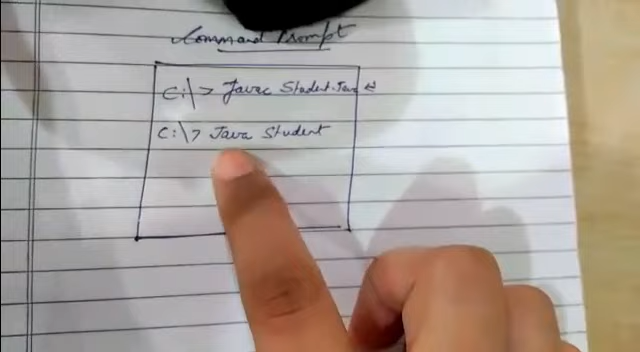 Command Prompt
C:\> Javac Student.Java ↵
C:\> Java Student